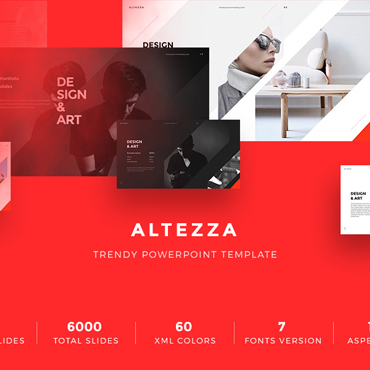 ALTEZZA
DESIGN
DE
SIGN
&
ART
DESIGN
& ART
DESIGN
& ART
ALTEZZA
TRENDY POWERPOINT TEMPLATE
LIDES
6000
TOTAL SLIDES
60
XML COLORS
7
FONTS VERSION
ASPE